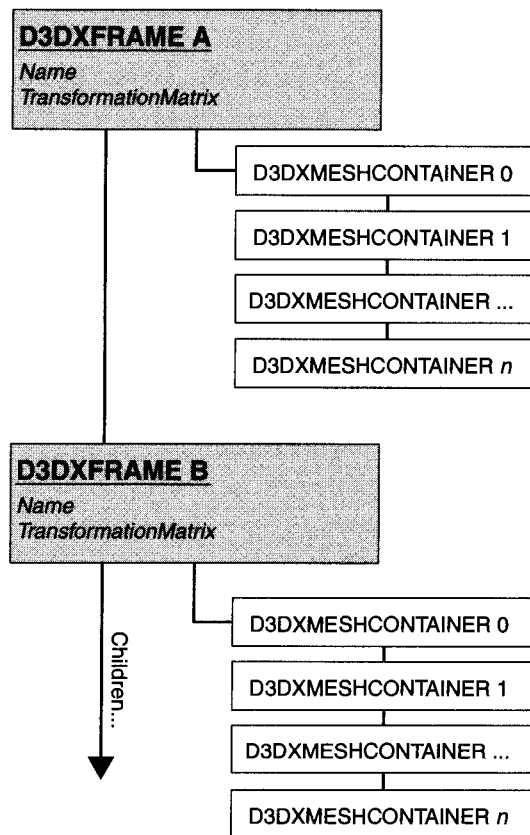 D3DXFRAME A
Name
TransformationMatrix
D3DXMESHCONTAINER 0
D3DXMESHCONTAINER 1
D3DXMESHCONTAINER ...
D3DXMESHCONTAINER n
D3DXFRAME B
Name
TransformationMatrix
Children...
D3DXMESHCONTAINER 0
D3DXMESHCONTAINER 1
D3DXMESHCONTAINER ...
D3DXMESHCONTAINER n